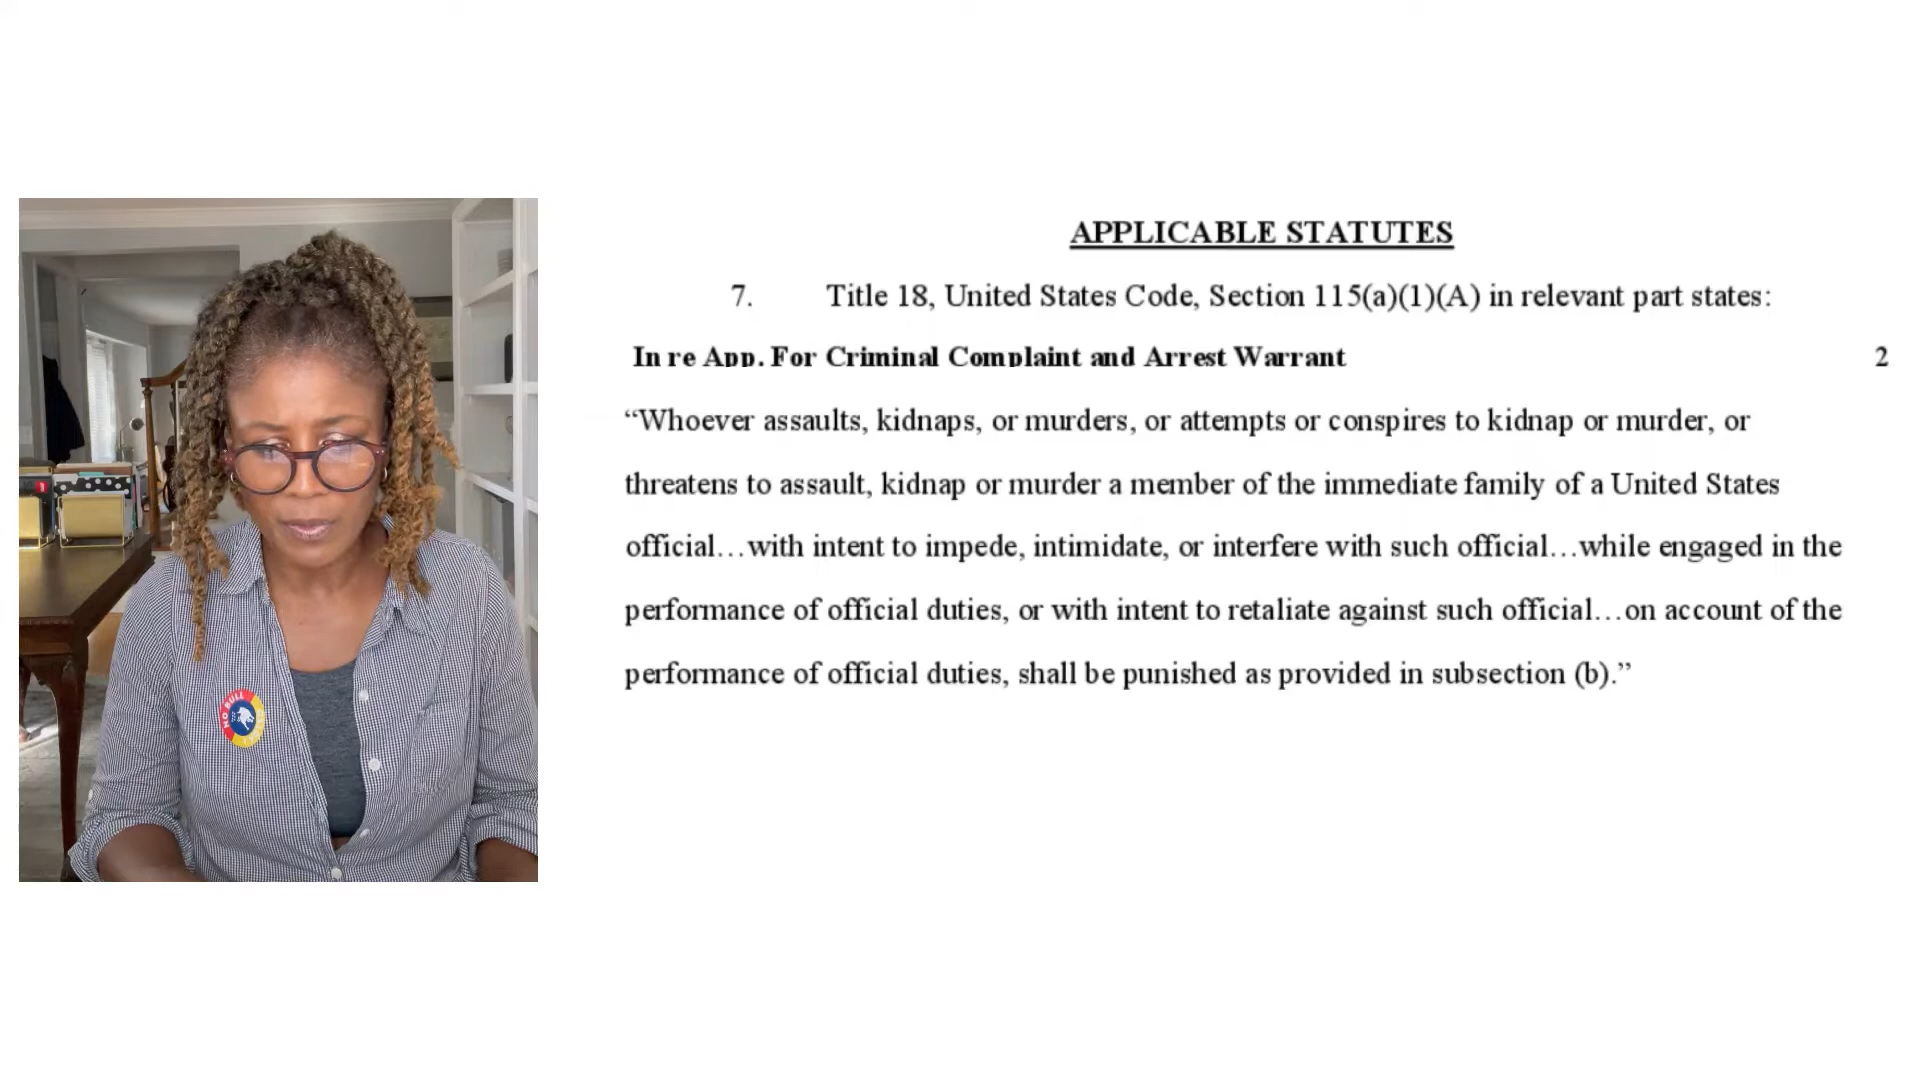 APPLICABLE STATUTES
7. Title 18, United States Code, Section 115(a)(1)(A) in relevant part states:
In re App. For Criminal Complaint and Arrest Warrant 2
“Whoever assaults, kidnaps, or murders, or attempts or conspires to kidnap or murder, or
threatens to assault, kidnap or murder a member of the immediate family of a United States
official…with intent to impede, intimidate, or interfere with such official…while engaged in the
performance of official duties, or with intent to retaliate against such official…on account of the
performance of official duties, shall be punished as provided in subsection (b).”
NO BULL